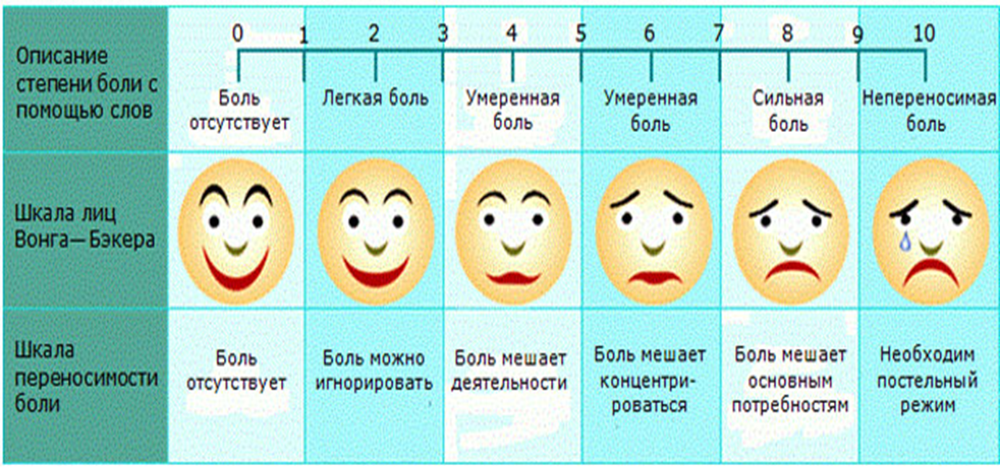 0 1 2 3 4 5 6 7 8 9 10
Описание
степени боли с
помощью слов
Боль
отсутствует
Легкая боль
Умеренная
боль
Умеренная
боль
Сильная
боль
Непереносимая
боль
Шкала лиц
Вонга—Бэкера
Шкала
переносимости
боли
Боль
отсутствует
Боль можно
игнорировать
Боль мешает
деятельности
Боль мешает
концентри-
роваться
Боль мешает
основным
потребностям
Необходим
постельный
режим